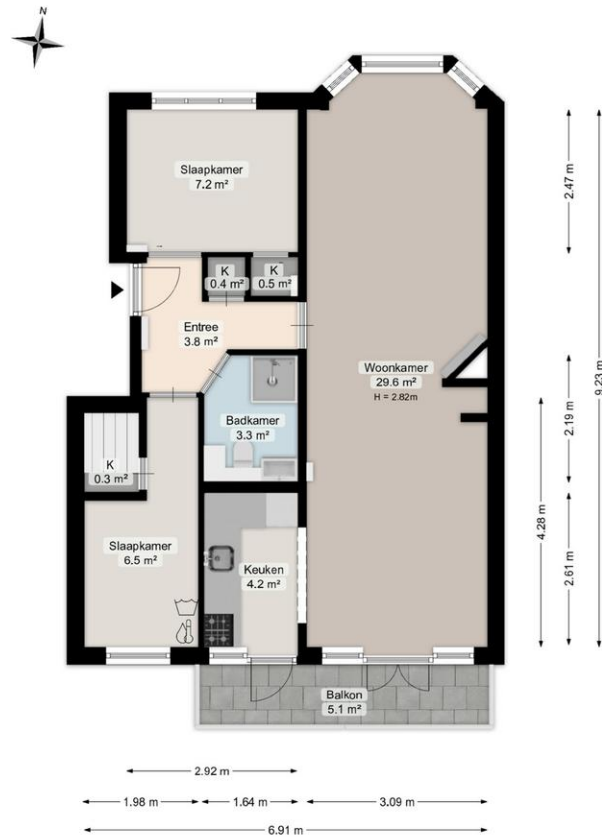 N
Slaapkamer
7.2 m²
K
0.4 m²
K
0.5 m²
Entree
3.8 m²
Woonkamer
29.6 m²
H = 2.82m
Badkamer
3.3 m²
K
0.3 m²
Slaapkamer
6.5 m²
Keuken
4.2 m²
Balkon
5.1 m²
2.47 m
9.23 m
2.19 m
4.28 m
2.61 m
2.92 m
1.98 m
1.64 m
3.09 m
6.91 m